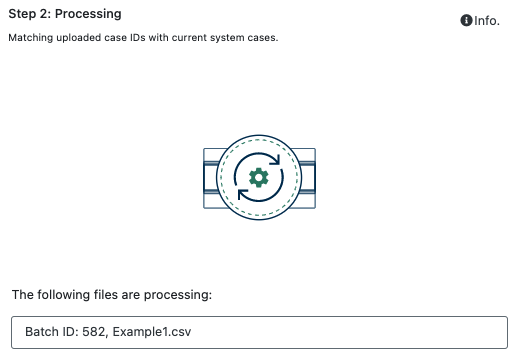 Step 2: Processing
Info.
Matching uploaded case IDs with current system cases.
The following files are processing:
Batch ID: 582, Example1.csv